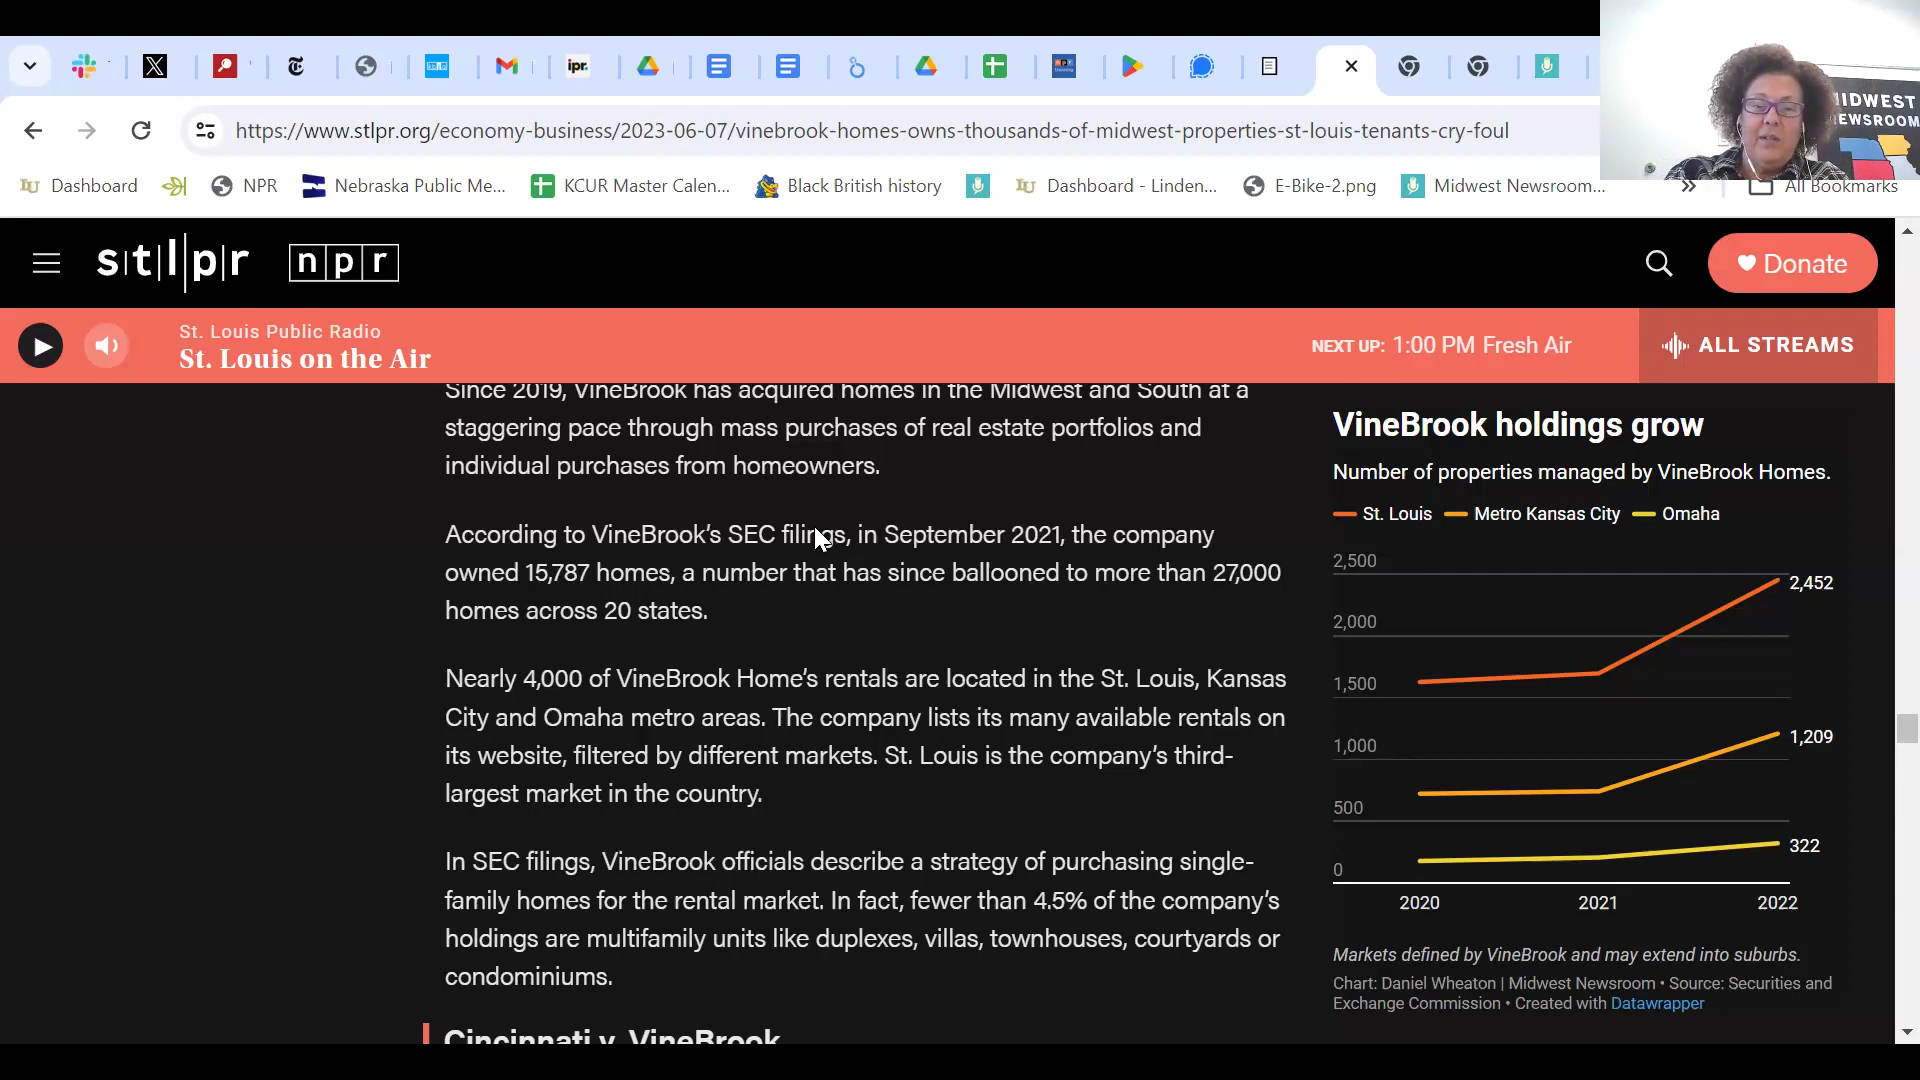 https://www.stlpr.org/economy-business/2023-06-07/vinebrook-homes-owns-thousands-of-midwest-properties-st-louis-tenants-cry-foul
Dashboard NPR Nebraska Public Me... KCUR Master Calen... Black British history Dashboard - Linden... E-Bike-2.png Midwest Newsroom... » All Bookmarks
MIDWEST
NEWSROOM
stlpr npr Donate
St. Louis Public Radio
St. Louis on the Air
NEXT UP: 1:00 PM Fresh Air
ALL STREAMS
Since 2019, VineBrook has acquired homes in the Midwest and South at a
staggering pace through mass purchases of real estate portfolios and
individual purchases from homeowners.
According to VineBrook's SEC filings, in September 2021, the company
owned 15,787 homes, a number that has since ballooned to more than 27,000
homes across 20 states.
Nearly 4,000 of VineBrook Home's rentals are located in the St. Louis, Kansas
City and Omaha metro areas. The company lists its many available rentals on
its website, filtered by different markets. St. Louis is the company's third-
largest market in the country.
In SEC filings, VineBrook officials describe a strategy of purchasing single-
family homes for the rental market. In fact, fewer than 4.5% of the company's
holdings are multifamily units like duplexes, villas, townhouses, courtyards or
condominiums.
Cincinnati v. VineBrook
VineBrook holdings grow
Number of properties managed by VineBrook Homes.
St. Louis Metro Kansas City Omaha
2,500
2,452
2,000
1,500
1,209
1,000
500
322
0
2020 2021 2022
Markets defined by VineBrook and may extend into suburbs.
Chart: Daniel Wheaton | Midwest Newsroom • Source: Securities and
Exchange Commission • Created with Datawrapper